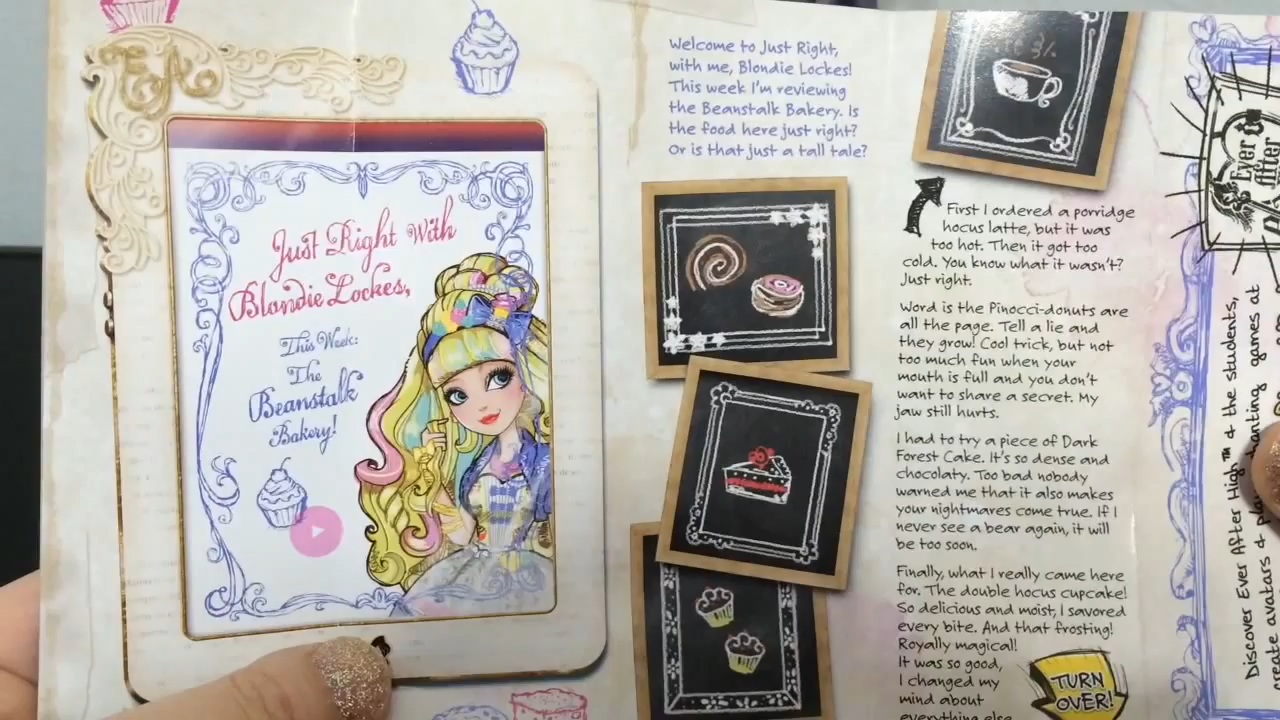 EA
Just Right With
Blondie Lockes,
This Week:
The
Beanstalk
Bakery!
Welcome to Just Right,
with me, Blondie Lockes!
This week I'm reviewing
the Beanstalk Bakery. Is
the food here just right?
Or is that just a tall tale?
First I ordered a porridge
hocus latte, but it was
too hot. Then it got too
cold. You know what it wasn't?
Just right.
Word is the Pinocci-donuts are
all the page. Tell a lie and
they grow! Cool trick, but not
too much fun when your
mouth is full and you don't
want to share a secret. My
jaw still hurts.
I had to try a piece of Dark
Forest Cake. It's so dense and
chocolaty. Too bad nobody
warned me that it also makes
your nightmares come true. If I
never see a bear again, it will
be too soon.
Finally, what I really came here
for. The double hocus cupcake!
So delicious and moist, I savored
every bite. And that frosting!
Royally magical!
It was so good,
I changed my
mind about
everything else
TURN
OVER!
Ever
After
Discover Ever After High™ & the students,
create avatars & play games at